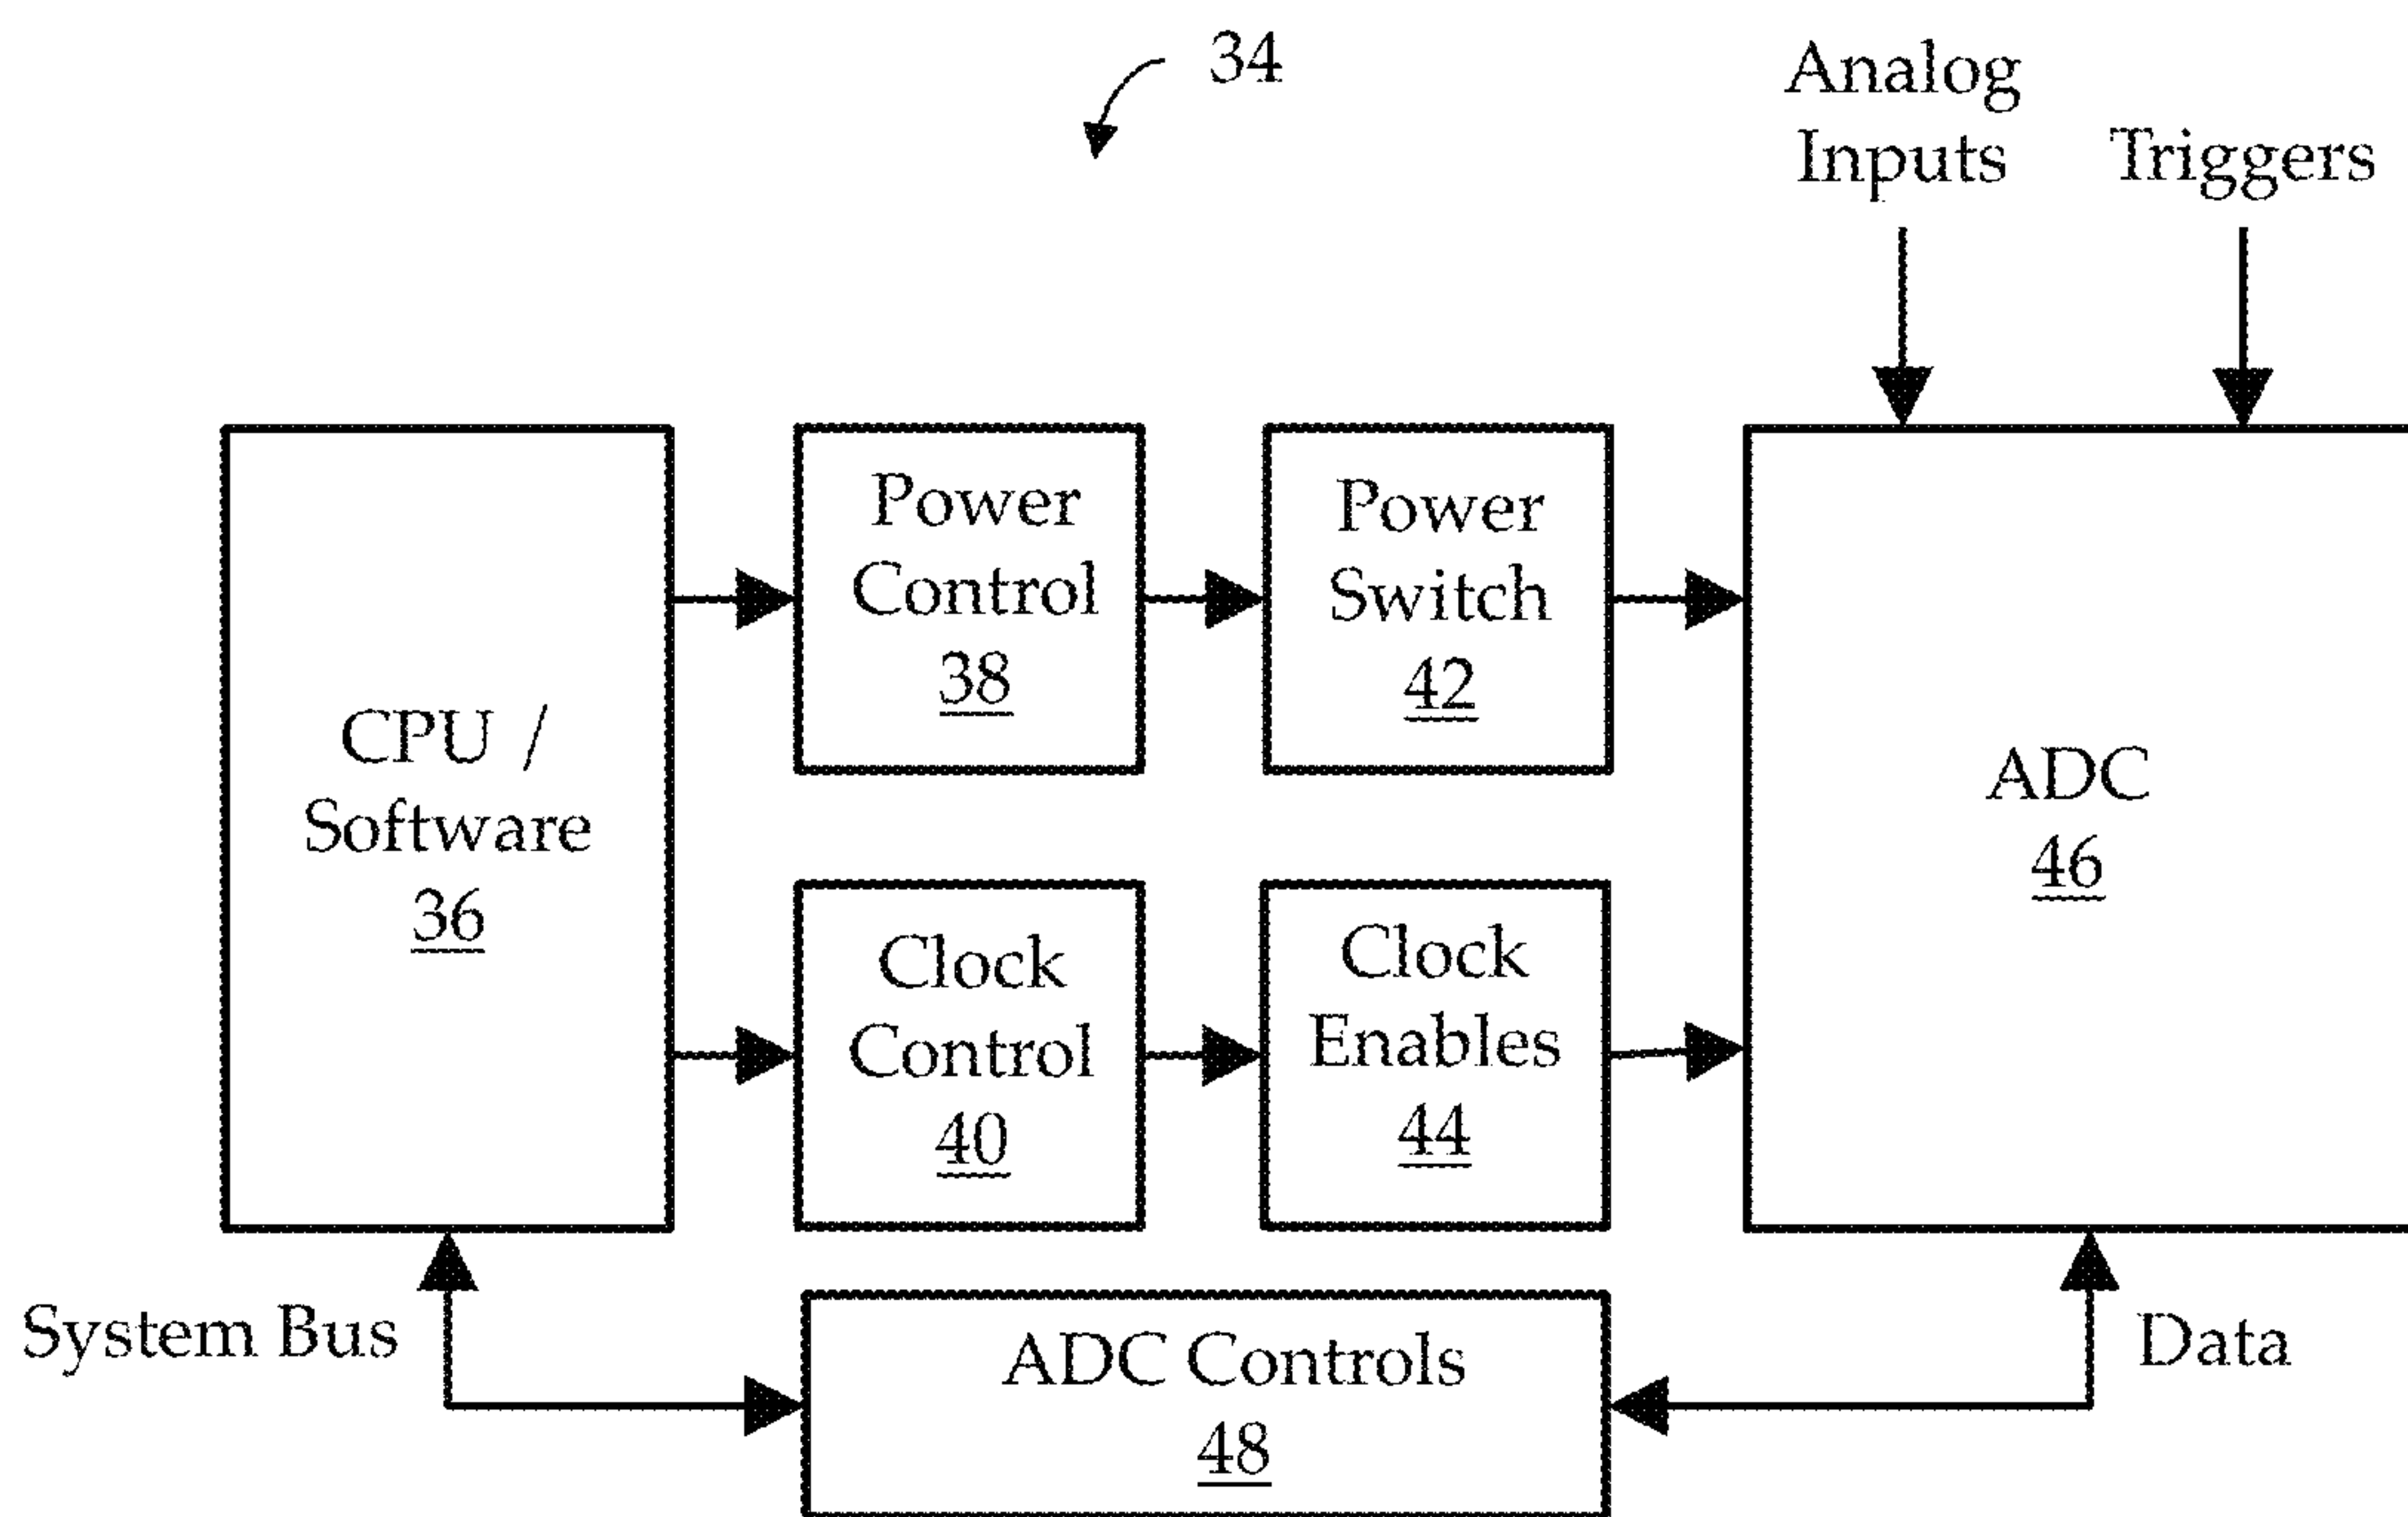 34
Analog
Inputs
Triggers
CPU /
Software
36
Power
Control
38
Power
Switch
42
Clock
Control
40
Clock
Enables
44
ADC
46
System Bus
ADC Controls
48
Data